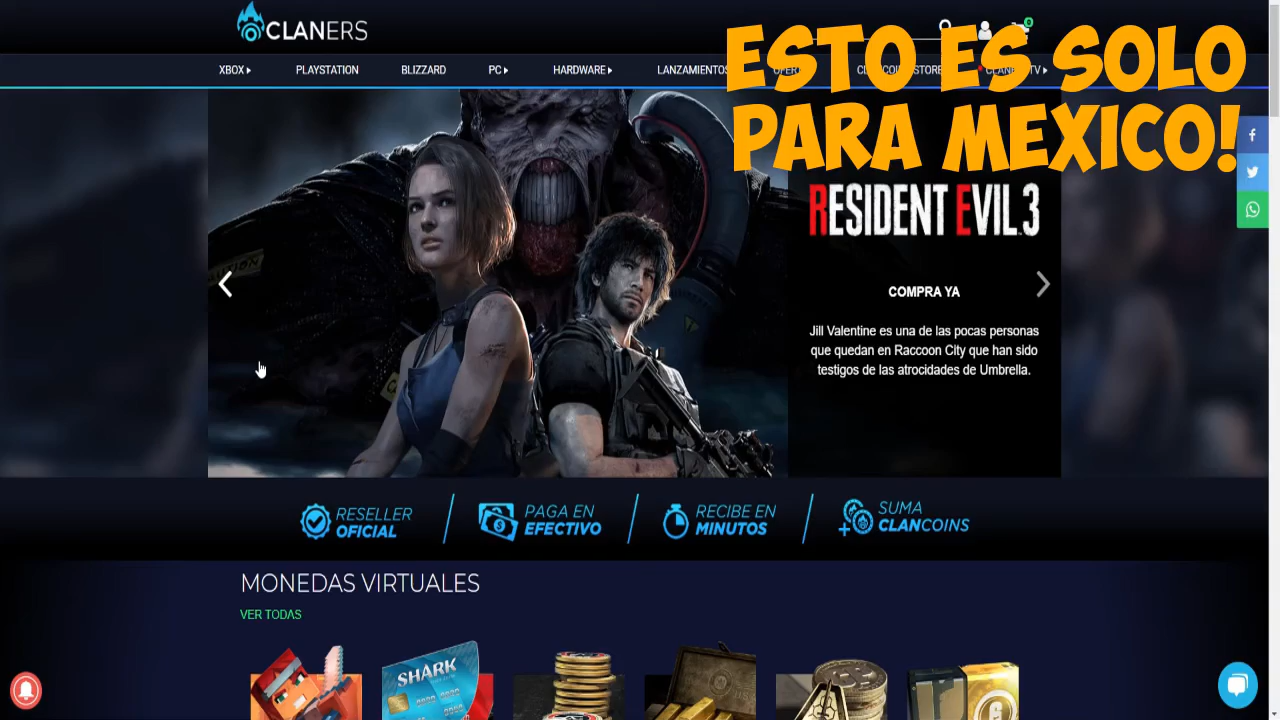 CLANERS
0
ESTO ES SOLO
PARA MEXICO!
XBOX PLAYSTATION BLIZZARD PC HARDWARE LANZAMIENTOS
RESIDENT EVIL 3
COMPRA YA
Jill Valentine es una de las pocas personas
que quedan en Raccoon City que han sido
testigos de las atrocidades de Umbrella.
RESELLER
OFICIAL
PAGA EN
EFECTIVO
RECIBE EN
MINUTOS
SUMA
CLANCOINS
MONEDAS VIRTUALES
VER TODAS
SHARK